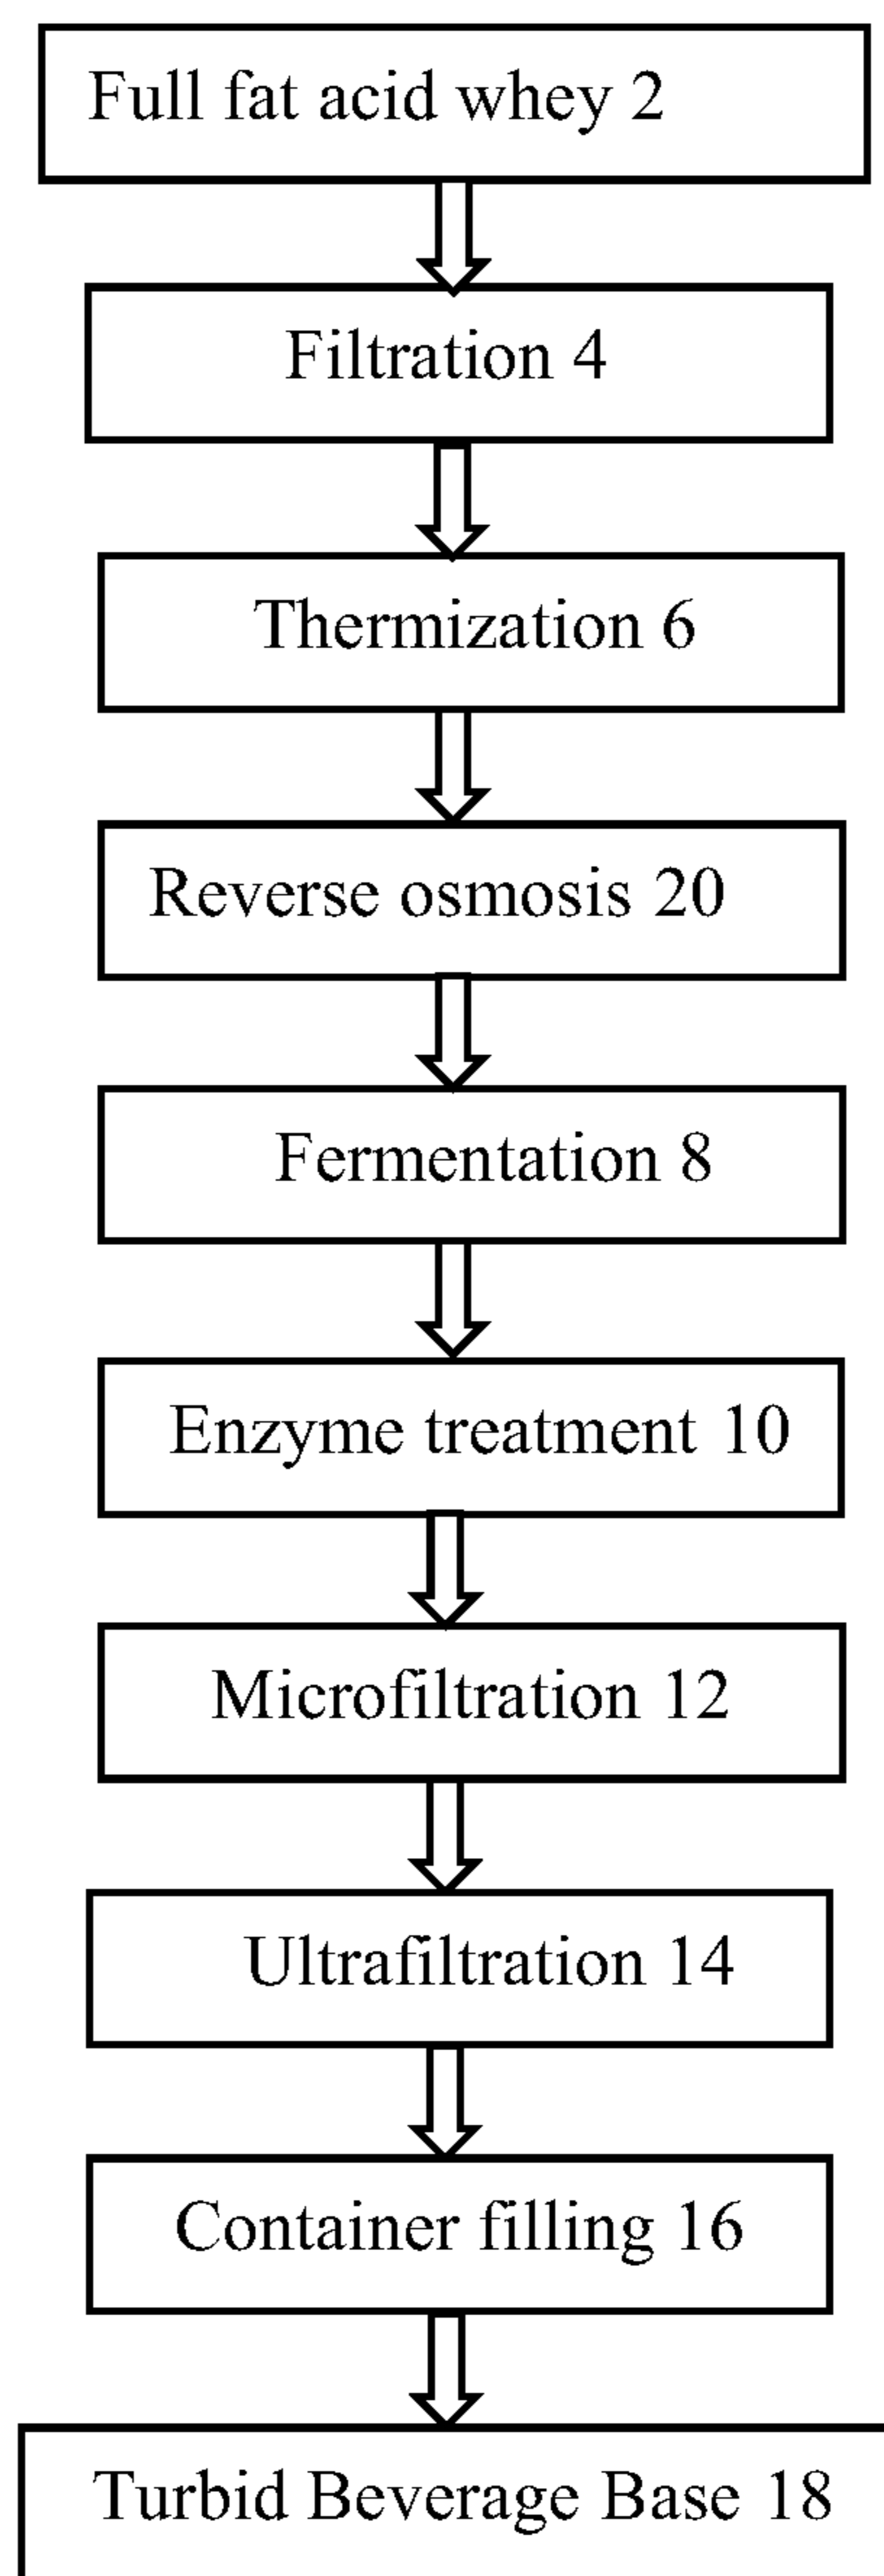 Full fat acid whey 2
Filtration 4
Thermization 6
Reverse osmosis 20
Fermentation 8
Enzyme treatment 10
Microfiltration 12
Ultrafiltration 14
Container filling 16
Turbid Beverage Base 18